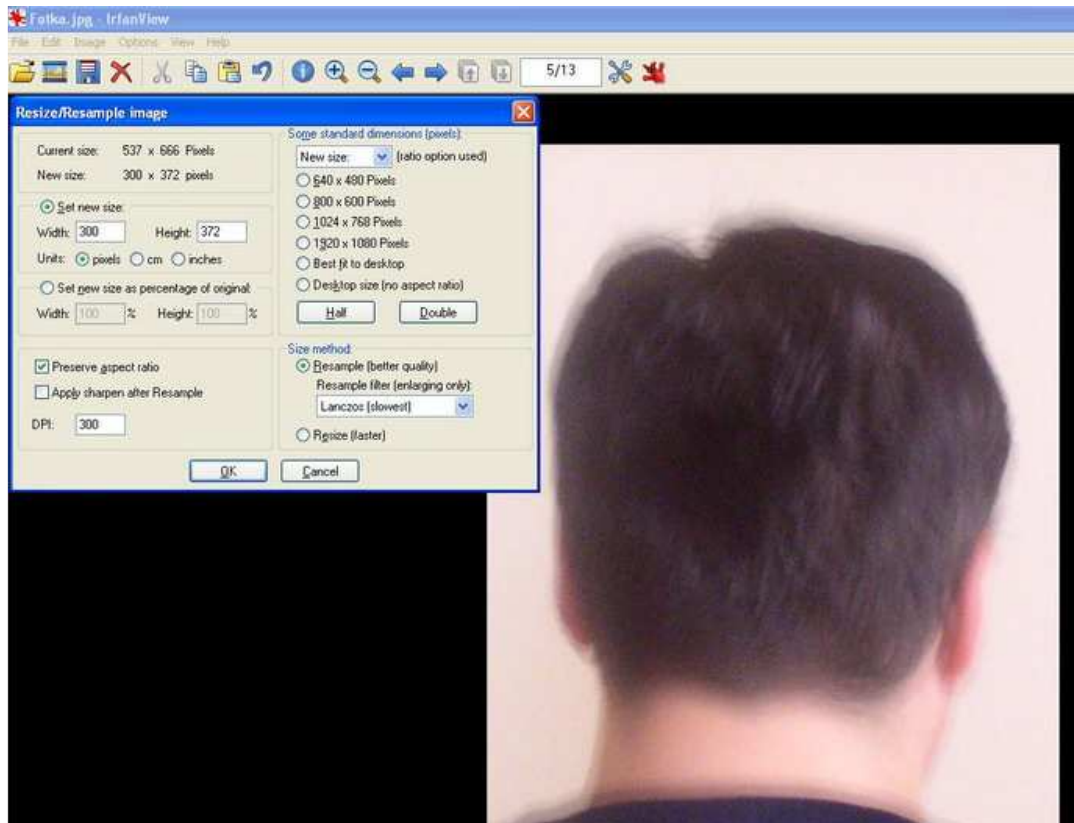 Fotka.jpg - IrfanView
File Edit Image Options View Help
5/13
Resize/Resample image
Current size: 537 x 666 Pixels
New size: 300 x 372 pixels
Set new size:
Width: 300 Height: 372
Units: pixels cm inches
Set new size as percentage of original:
Width: 100 % Height: 100 %
Preserve aspect ratio
Apply sharpen after Resample
DPI: 300
Some standard dimensions (pixels):
New size: (ratio option used)
640 x 480 Pixels
800 x 600 Pixels
1024 x 768 Pixels
1920 x 1080 Pixels
Best fit to desktop
Desktop size (no aspect ratio)
Half Double
Size method:
Resample (better quality)
Resample filter (enlarging only):
Lanczos (slowest)
Resize (faster)
OK Cancel